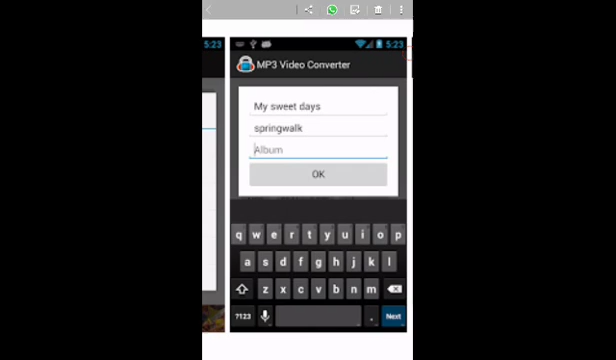 5:23
5:23
MP3 Video Converter
My sweet days
springwalk
Album
OK
q w e r t y u i o p
a s d f g h j k l
z x c v b n m
?123 . Next